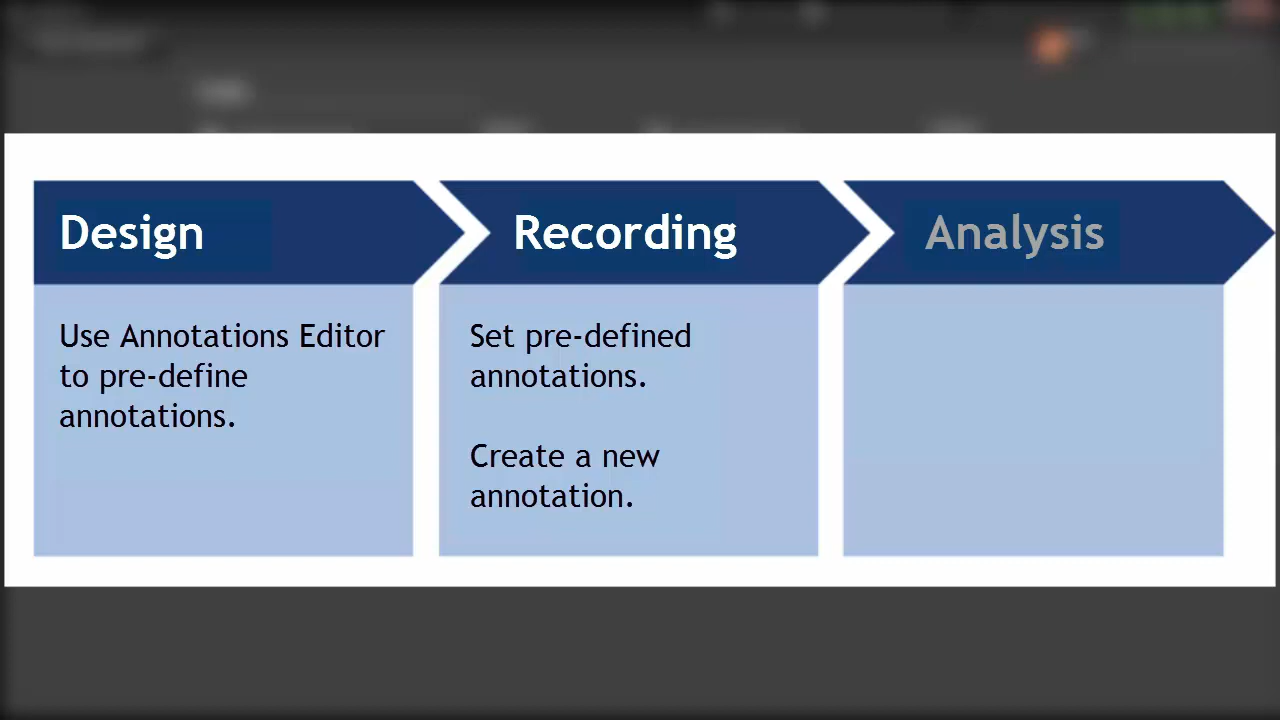 Design
Recording
Analysis
Use Annotations Editor
to pre-define
annotations.
Set pre-defined
annotations.
Create a new
annotation.